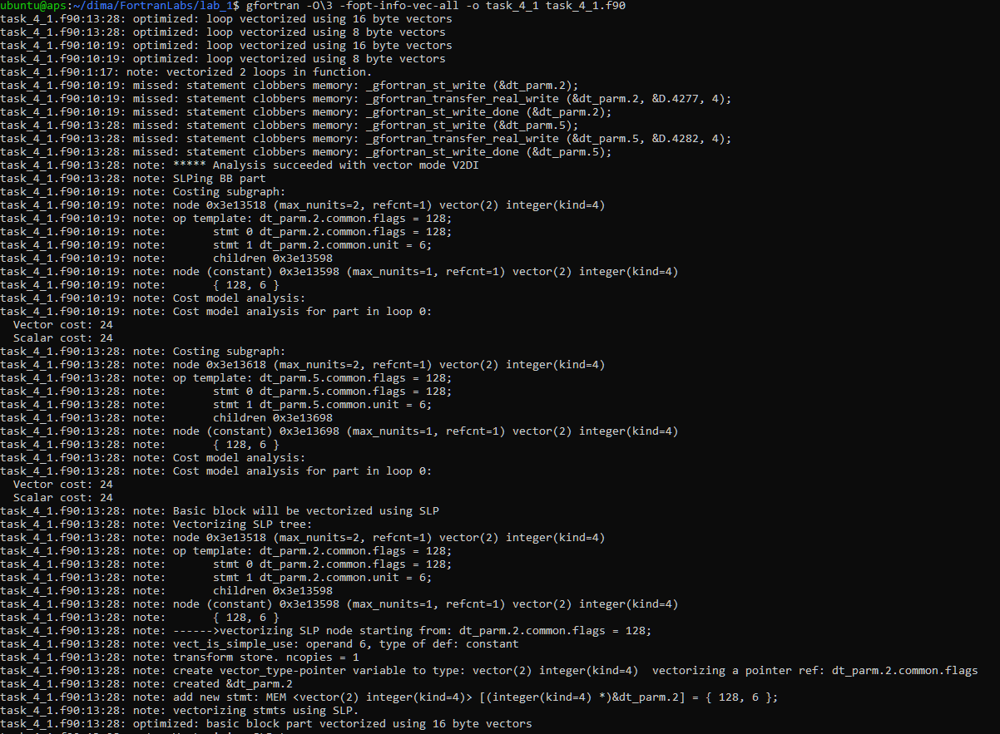 ubuntu@aps:~/dima/FortranLabs/lab_1$ gfortran -O\3 -fopt-info-vec-all -o task_4_1 task_4_1.f90
task_4_1.f90:13:28: optimized: loop vectorized using 16 byte vectors
task_4_1.f90:13:28: optimized: loop vectorized using 8 byte vectors
task_4_1.f90:10:19: optimized: loop vectorized using 16 byte vectors
task_4_1.f90:10:19: optimized: loop vectorized using 8 byte vectors
task_4_1.f90:1:17: note: vectorized 2 loops in function.
task_4_1.f90:10:19: missed: statement clobbers memory: _gfortran_st_write (&dt_parm.2);
task_4_1.f90:10:19: missed: statement clobbers memory: _gfortran_transfer_real_write (&dt_parm.2, &D.4277, 4);
task_4_1.f90:10:19: missed: statement clobbers memory: _gfortran_st_write_done (&dt_parm.2);
task_4_1.f90:13:28: missed: statement clobbers memory: _gfortran_st_write (&dt_parm.5);
task_4_1.f90:13:28: missed: statement clobbers memory: _gfortran_transfer_real_write (&dt_parm.5, &D.4282, 4);
task_4_1.f90:13:28: missed: statement clobbers memory: _gfortran_st_write_done (&dt_parm.5);
task_4_1.f90:13:28: note: ***** Analysis succeeded with vector mode V2DI
task_4_1.f90:13:28: note: SLPing BB part
task_4_1.f90:10:19: note: Costing subgraph:
task_4_1.f90:10:19: note: node 0x3e13518 (max_nunits=2, refcnt=1) vector(2) integer(kind=4)
task_4_1.f90:10:19: note: op template: dt_parm.2.common.flags = 128;
task_4_1.f90:10:19: note:       stmt 0 dt_parm.2.common.flags = 128;
task_4_1.f90:10:19: note:       stmt 1 dt_parm.2.common.unit = 6;
task_4_1.f90:10:19: note:       children 0x3e13598
task_4_1.f90:10:19: note: node (constant) 0x3e13598 (max_nunits=1, refcnt=1) vector(2) integer(kind=4)
task_4_1.f90:10:19: note:       { 128, 6 }
task_4_1.f90:10:19: note: Cost model analysis:
task_4_1.f90:10:19: note: Cost model analysis for part in loop 0:
  Vector cost: 24
  Scalar cost: 24
task_4_1.f90:13:28: note: Costing subgraph:
task_4_1.f90:13:28: note: node 0x3e13618 (max_nunits=2, refcnt=1) vector(2) integer(kind=4)
task_4_1.f90:13:28: note: op template: dt_parm.5.common.flags = 128;
task_4_1.f90:13:28: note:       stmt 0 dt_parm.5.common.flags = 128;
task_4_1.f90:13:28: note:       stmt 1 dt_parm.5.common.unit = 6;
task_4_1.f90:13:28: note:       children 0x3e13698
task_4_1.f90:13:28: note: node (constant) 0x3e13698 (max_nunits=1, refcnt=1) vector(2) integer(kind=4)
task_4_1.f90:13:28: note:       { 128, 6 }
task_4_1.f90:13:28: note: Cost model analysis:
task_4_1.f90:13:28: note: Cost model analysis for part in loop 0:
  Vector cost: 24
  Scalar cost: 24
task_4_1.f90:13:28: note: Basic block will be vectorized using SLP
task_4_1.f90:13:28: note: Vectorizing SLP tree:
task_4_1.f90:13:28: note: node 0x3e13518 (max_nunits=2, refcnt=1) vector(2) integer(kind=4)
task_4_1.f90:13:28: note: op template: dt_parm.2.common.flags = 128;
task_4_1.f90:13:28: note:       stmt 0 dt_parm.2.common.flags = 128;
task_4_1.f90:13:28: note:       stmt 1 dt_parm.2.common.unit = 6;
task_4_1.f90:13:28: note:       children 0x3e13598
task_4_1.f90:13:28: note: node (constant) 0x3e13598 (max_nunits=1, refcnt=1) vector(2) integer(kind=4)
task_4_1.f90:13:28: note:       { 128, 6 }
task_4_1.f90:13:28: note: ------>vectorizing SLP node starting from: dt_parm.2.common.flags = 128;
task_4_1.f90:13:28: note: vect_is_simple_use: operand 6, type of def: constant
task_4_1.f90:13:28: note: transform store. ncopies = 1
task_4_1.f90:13:28: note: create vector_type-pointer variable to type: vector(2) integer(kind=4)  vectorizing a pointer ref: dt_parm.2.common.flags
task_4_1.f90:13:28: note: created &dt_parm.2
task_4_1.f90:13:28: note: add new stmt: MEM <vector(2) integer(kind=4)> [(integer(kind=4) *)&dt_parm.2] = { 128, 6 };
task_4_1.f90:13:28: note: vectorizing stmts using SLP.
task_4_1.f90:13:28: optimized: basic block part vectorized using 16 byte vectors